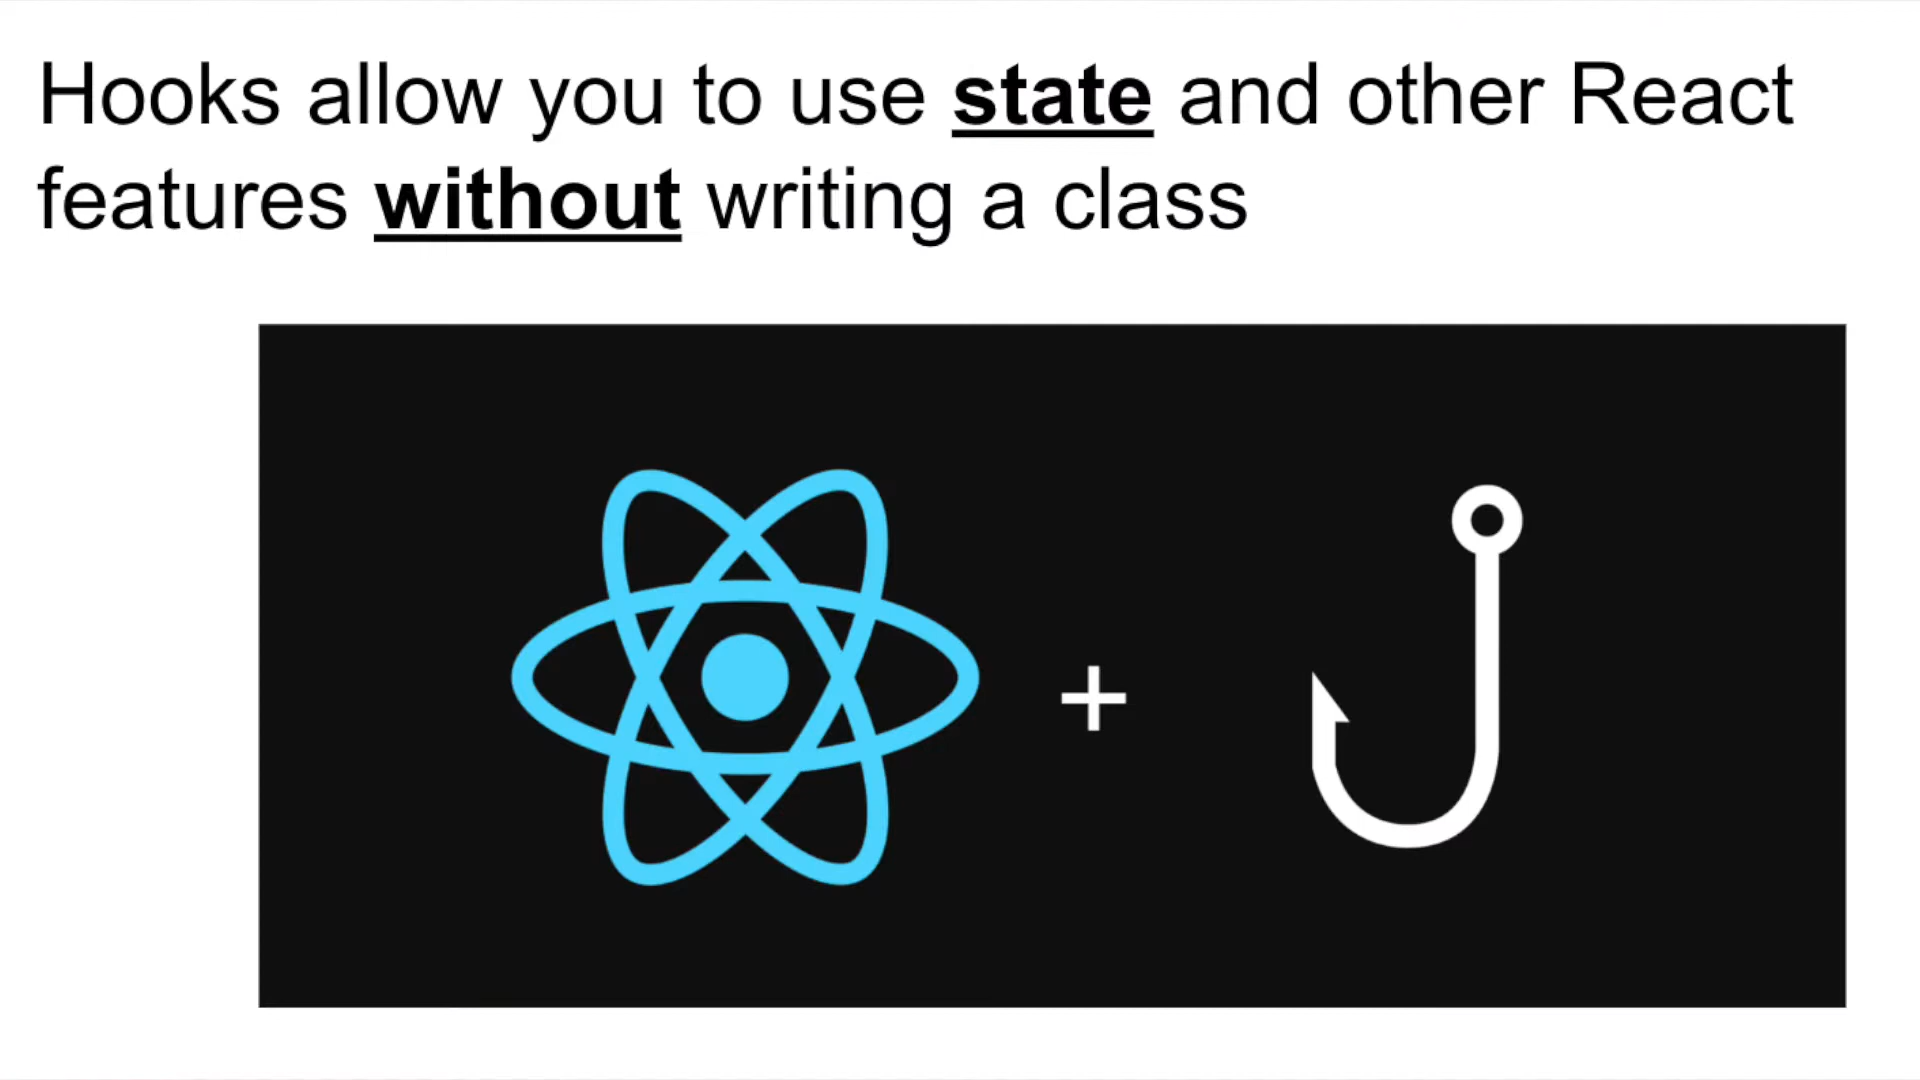 Hooks allow you to use state and other React
features without writing a class
+